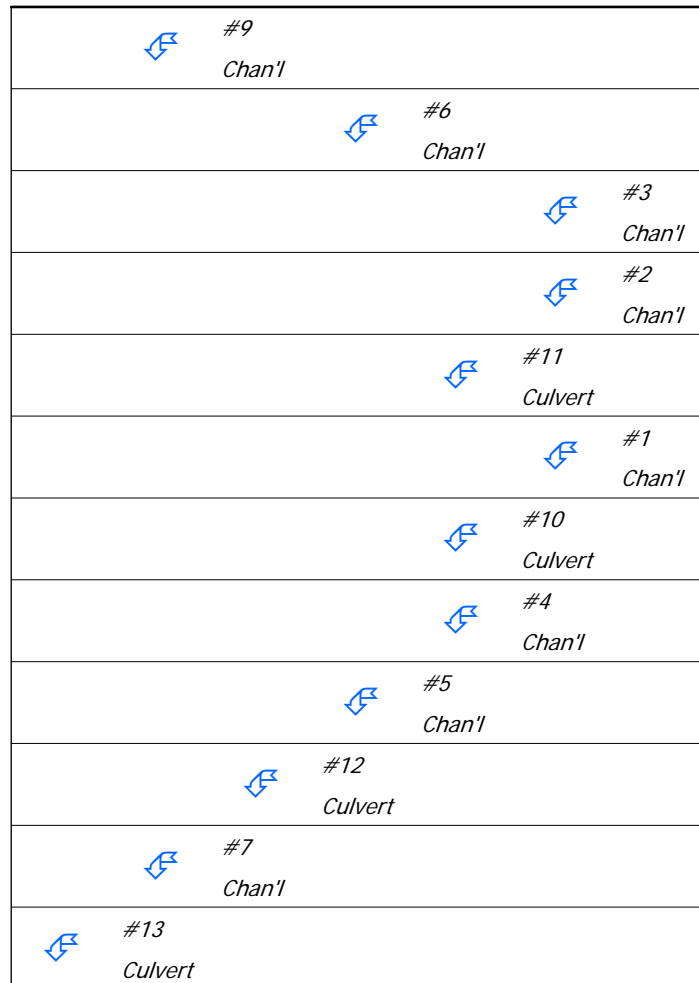 #9
Chan'l
#6
Chan'l
#3
Chan'l
#2
Chan'l
#11
Culvert
#1
Chan'l
#10
Culvert
#4
Chan'l
#5
Chan'l
#12
Culvert
#7
Chan'l
#13
Culvert